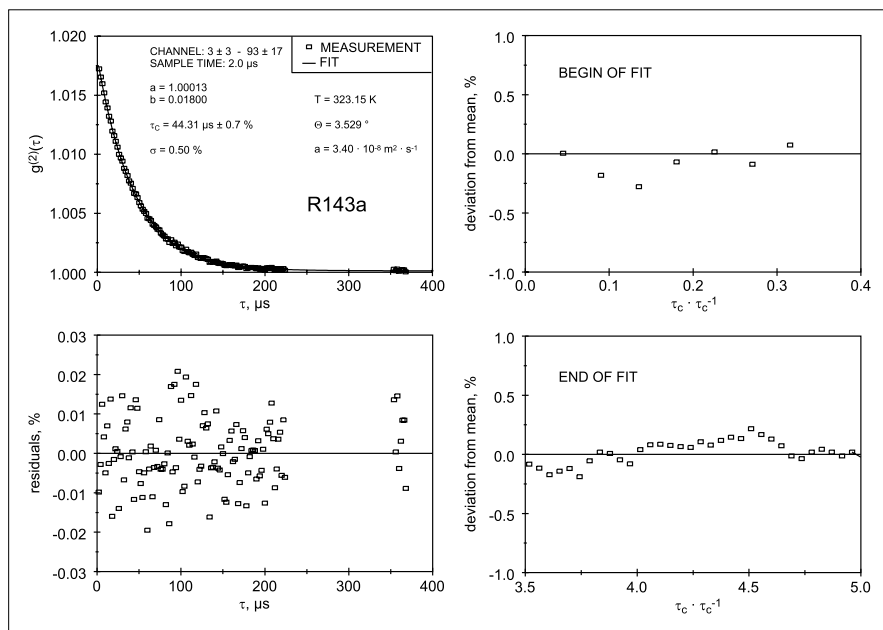 1.020
1.015
1.010
1.005
1.000
g(2)(τ)
0
100
200
300
400
τ, µs
CHANNEL: 3 ± 3 - 93 ± 17
SAMPLE TIME: 2.0 µs
a = 1.00013
b = 0.01800
τC = 44.31 µs ± 0.7 %
σ = 0.50 %
MEASUREMENT
FIT
T = 323.15 K
Θ = 3.529 °
a = 3.40 · 10-8 m2 · s-1
R143a
1.0
0.5
0.0
-0.5
-1.0
deviation from mean, %
BEGIN OF FIT
0.0
0.1
0.2
0.3
0.4
τc · τc-1
0.03
0.02
0.01
0.00
-0.01
-0.02
-0.03
residuals, %
0
100
200
300
400
τ, µs
1.0
0.5
0.0
-0.5
-1.0
deviation from mean, %
END OF FIT
3.5
4.0
4.5
5.0
τc · τc-1